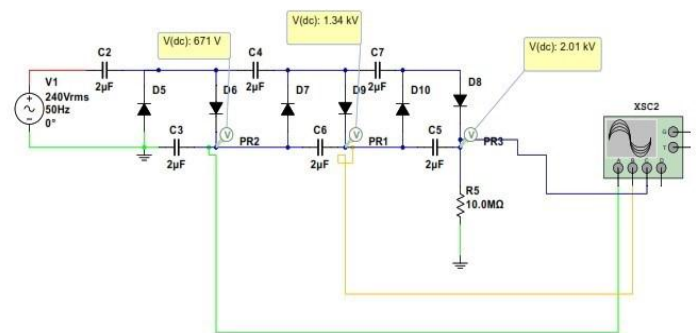 V(dc): 671 V
V(dc): 1.34 kV
V(dc): 2.01 kV
C2
2µF
C4
2µF
C7
2µF
V1
240Vrms
50Hz
0°
D5
D6
D7
D9
D10
D8
C3
2µF
V
PR2
C6
2µF
V
PR1
C5
2µF
V
PR3
R5
10.0MΩ
XSC2
G
T
A
B
C
D